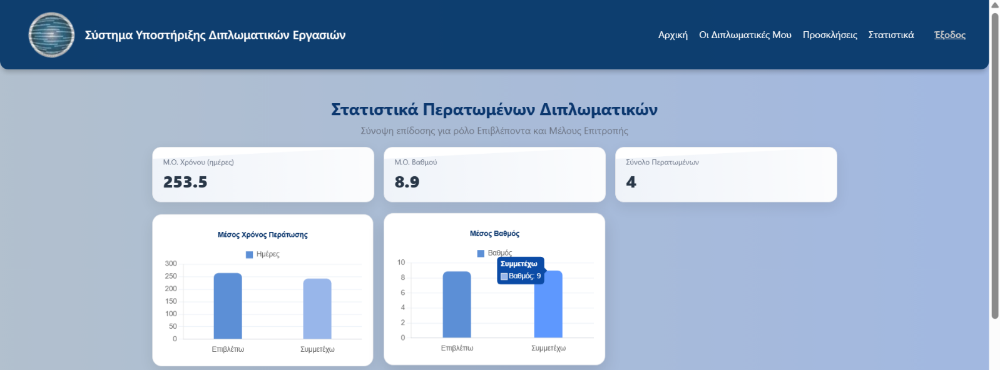 Σύστημα Υποστήριξης Διπλωματικών Εργασιών
Αρχική Οι Διπλωματικές Μου Προσκλήσεις Στατιστικά Έξοδος
Στατιστικά Περατωμένων Διπλωματικών
Σύνοψη επίδοσης για ρόλο Επιβλέποντα και Μέλους Επιτροπής
Μ.Ο. Χρόνου (ημέρες)
253.5
Μ.Ο. Βαθμού
8.9
Σύνολο Περατωμένων
4
Μέσος Χρόνος Περάτωσης
Ημέρες
300
250
200
150
100
50
0
Επιβλέπω Συμμετέχω
Μέσος Βαθμός
Βαθμός
10
8
6
4
2
0
Συμμετέχω
Βαθμός: 9
Επιβλέπω Συμμετέχω